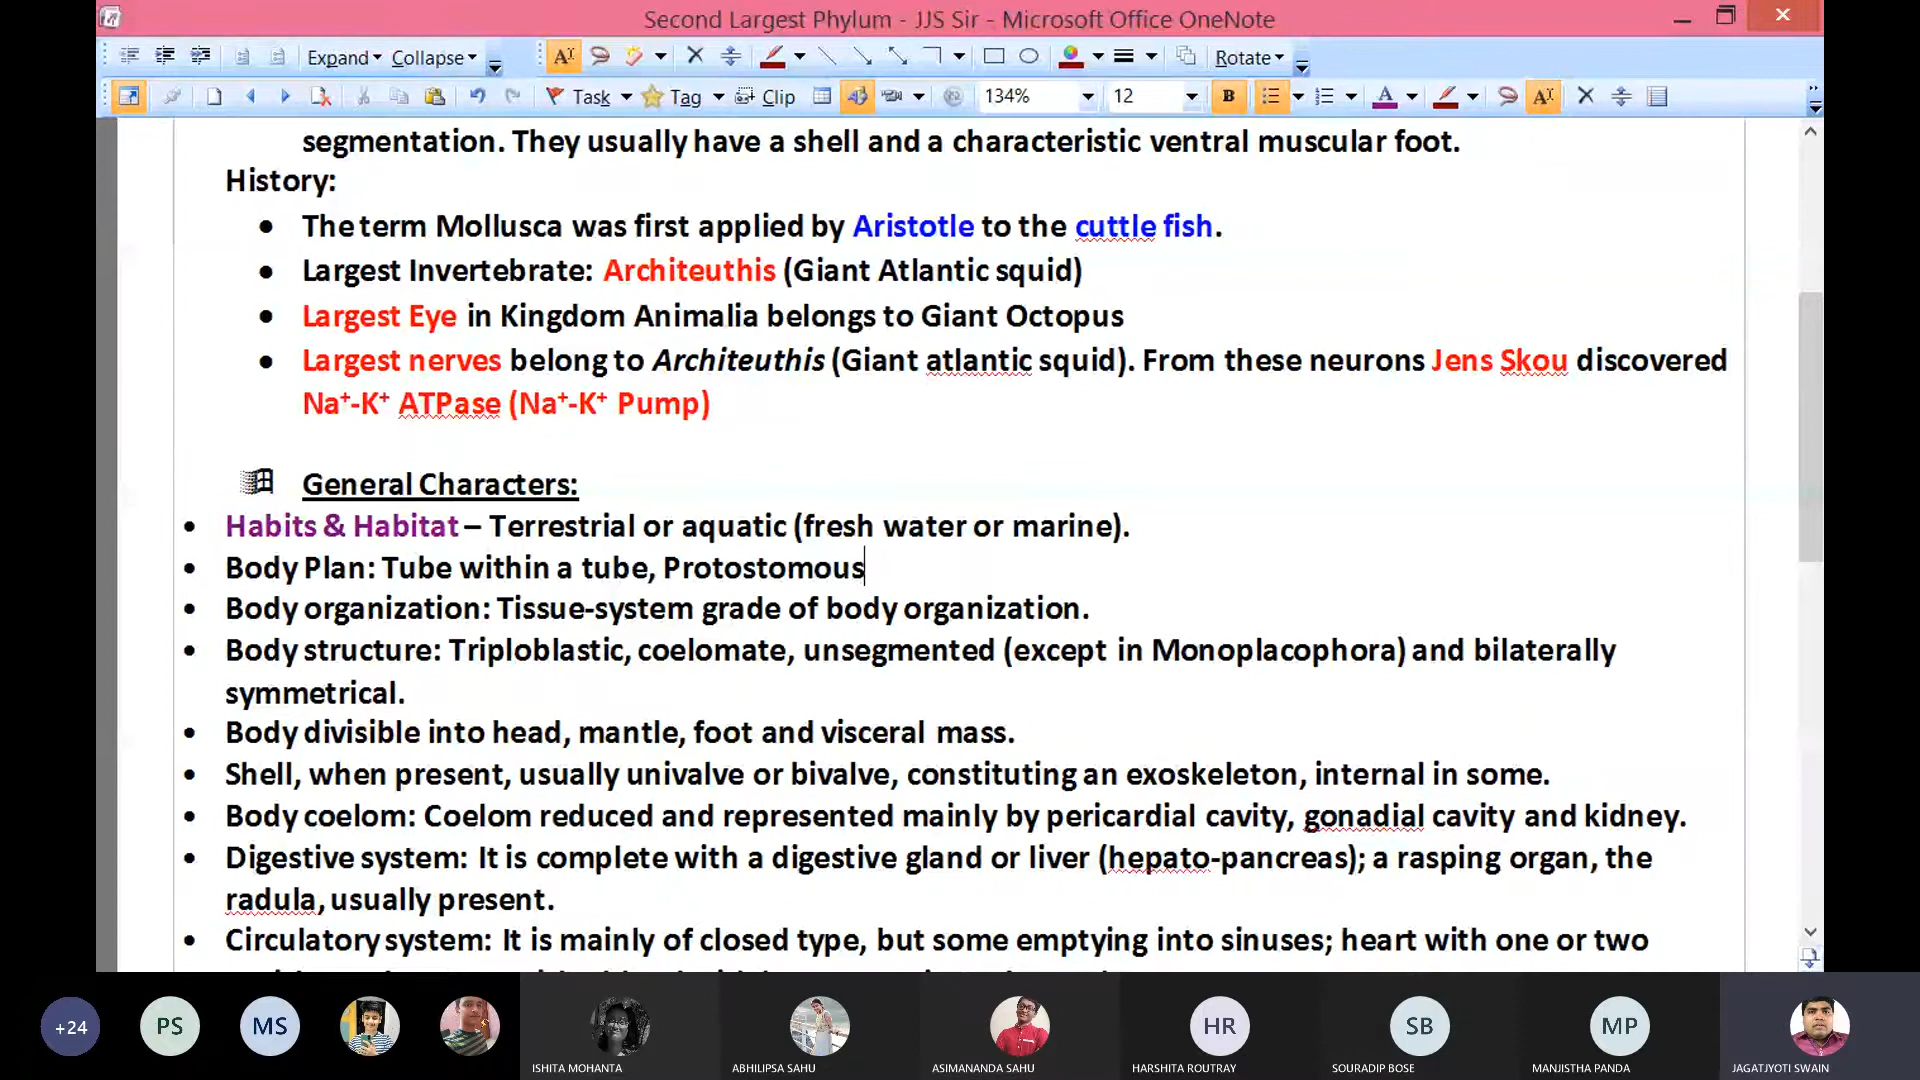 Second Largest Phylum - JJS Sir - Microsoft Office OneNote
Expand Collapse Rotate
Task Tag Clip 134% 12 B
segmentation. They usually have a shell and a characteristic ventral muscular foot.
History:
• The term Mollusca was first applied by Aristotle to the cuttle fish.
• Largest Invertebrate: Architeuthis (Giant Atlantic squid)
• Largest Eye in Kingdom Animalia belongs to Giant Octopus
• Largest nerves belong to Architeuthis (Giant atlantic squid). From these neurons Jens Skou discovered
Na⁺-K⁺ ATPase (Na⁺-K⁺ Pump)
General Characters:
• Habits & Habitat – Terrestrial or aquatic (fresh water or marine).
• Body Plan: Tube within a tube, Protostomous
• Body organization: Tissue-system grade of body organization.
• Body structure: Triploblastic, coelomate, unsegmented (except in Monoplacophora) and bilaterally
symmetrical.
• Body divisible into head, mantle, foot and visceral mass.
• Shell, when present, usually univalve or bivalve, constituting an exoskeleton, internal in some.
• Body coelom: Coelom reduced and represented mainly by pericardial cavity, gonadial cavity and kidney.
• Digestive system: It is complete with a digestive gland or liver (hepato-pancreas); a rasping organ, the
radula, usually present.
• Circulatory system: It is mainly of closed type, but some emptying into sinuses; heart with one or two
+24 PS MS HR SB MP
ISHITA MOHANTA ABHILIPSA SAHU ASIMANANDA SAHU HARSHITA ROUTRAY SOURADIP BOSE MANJISTHA PANDA JAGATJYOTI SWAIN